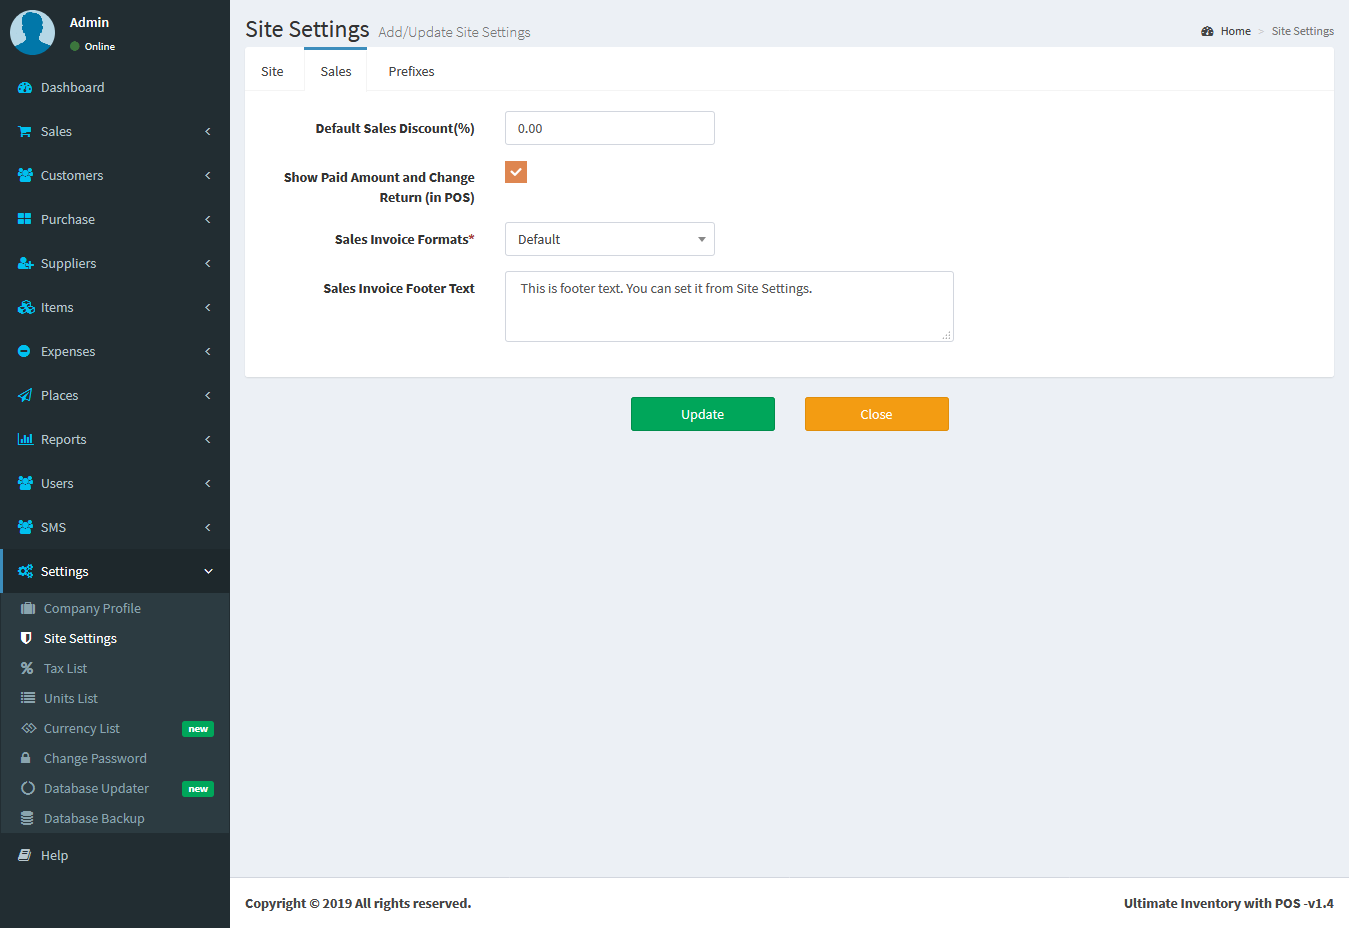 Admin
Online
Dashboard
Sales
Customers
Purchase
Suppliers
Items
Expenses
Places
Reports
Users
SMS
Settings
Company Profile
Site Settings
Tax List
Units List
Currency List new
Change Password
Database Updater new
Database Backup
Help
Site Settings Add/Update Site Settings
Home > Site Settings
Site Sales Prefixes
Default Sales Discount(%) 0.00
Show Paid Amount and Change
Return (in POS)
Sales Invoice Formats* Default
Sales Invoice Footer Text This is footer text. You can set it from Site Settings.
Update Close
Copyright © 2019 All rights reserved.
Ultimate Inventory with POS -v1.4